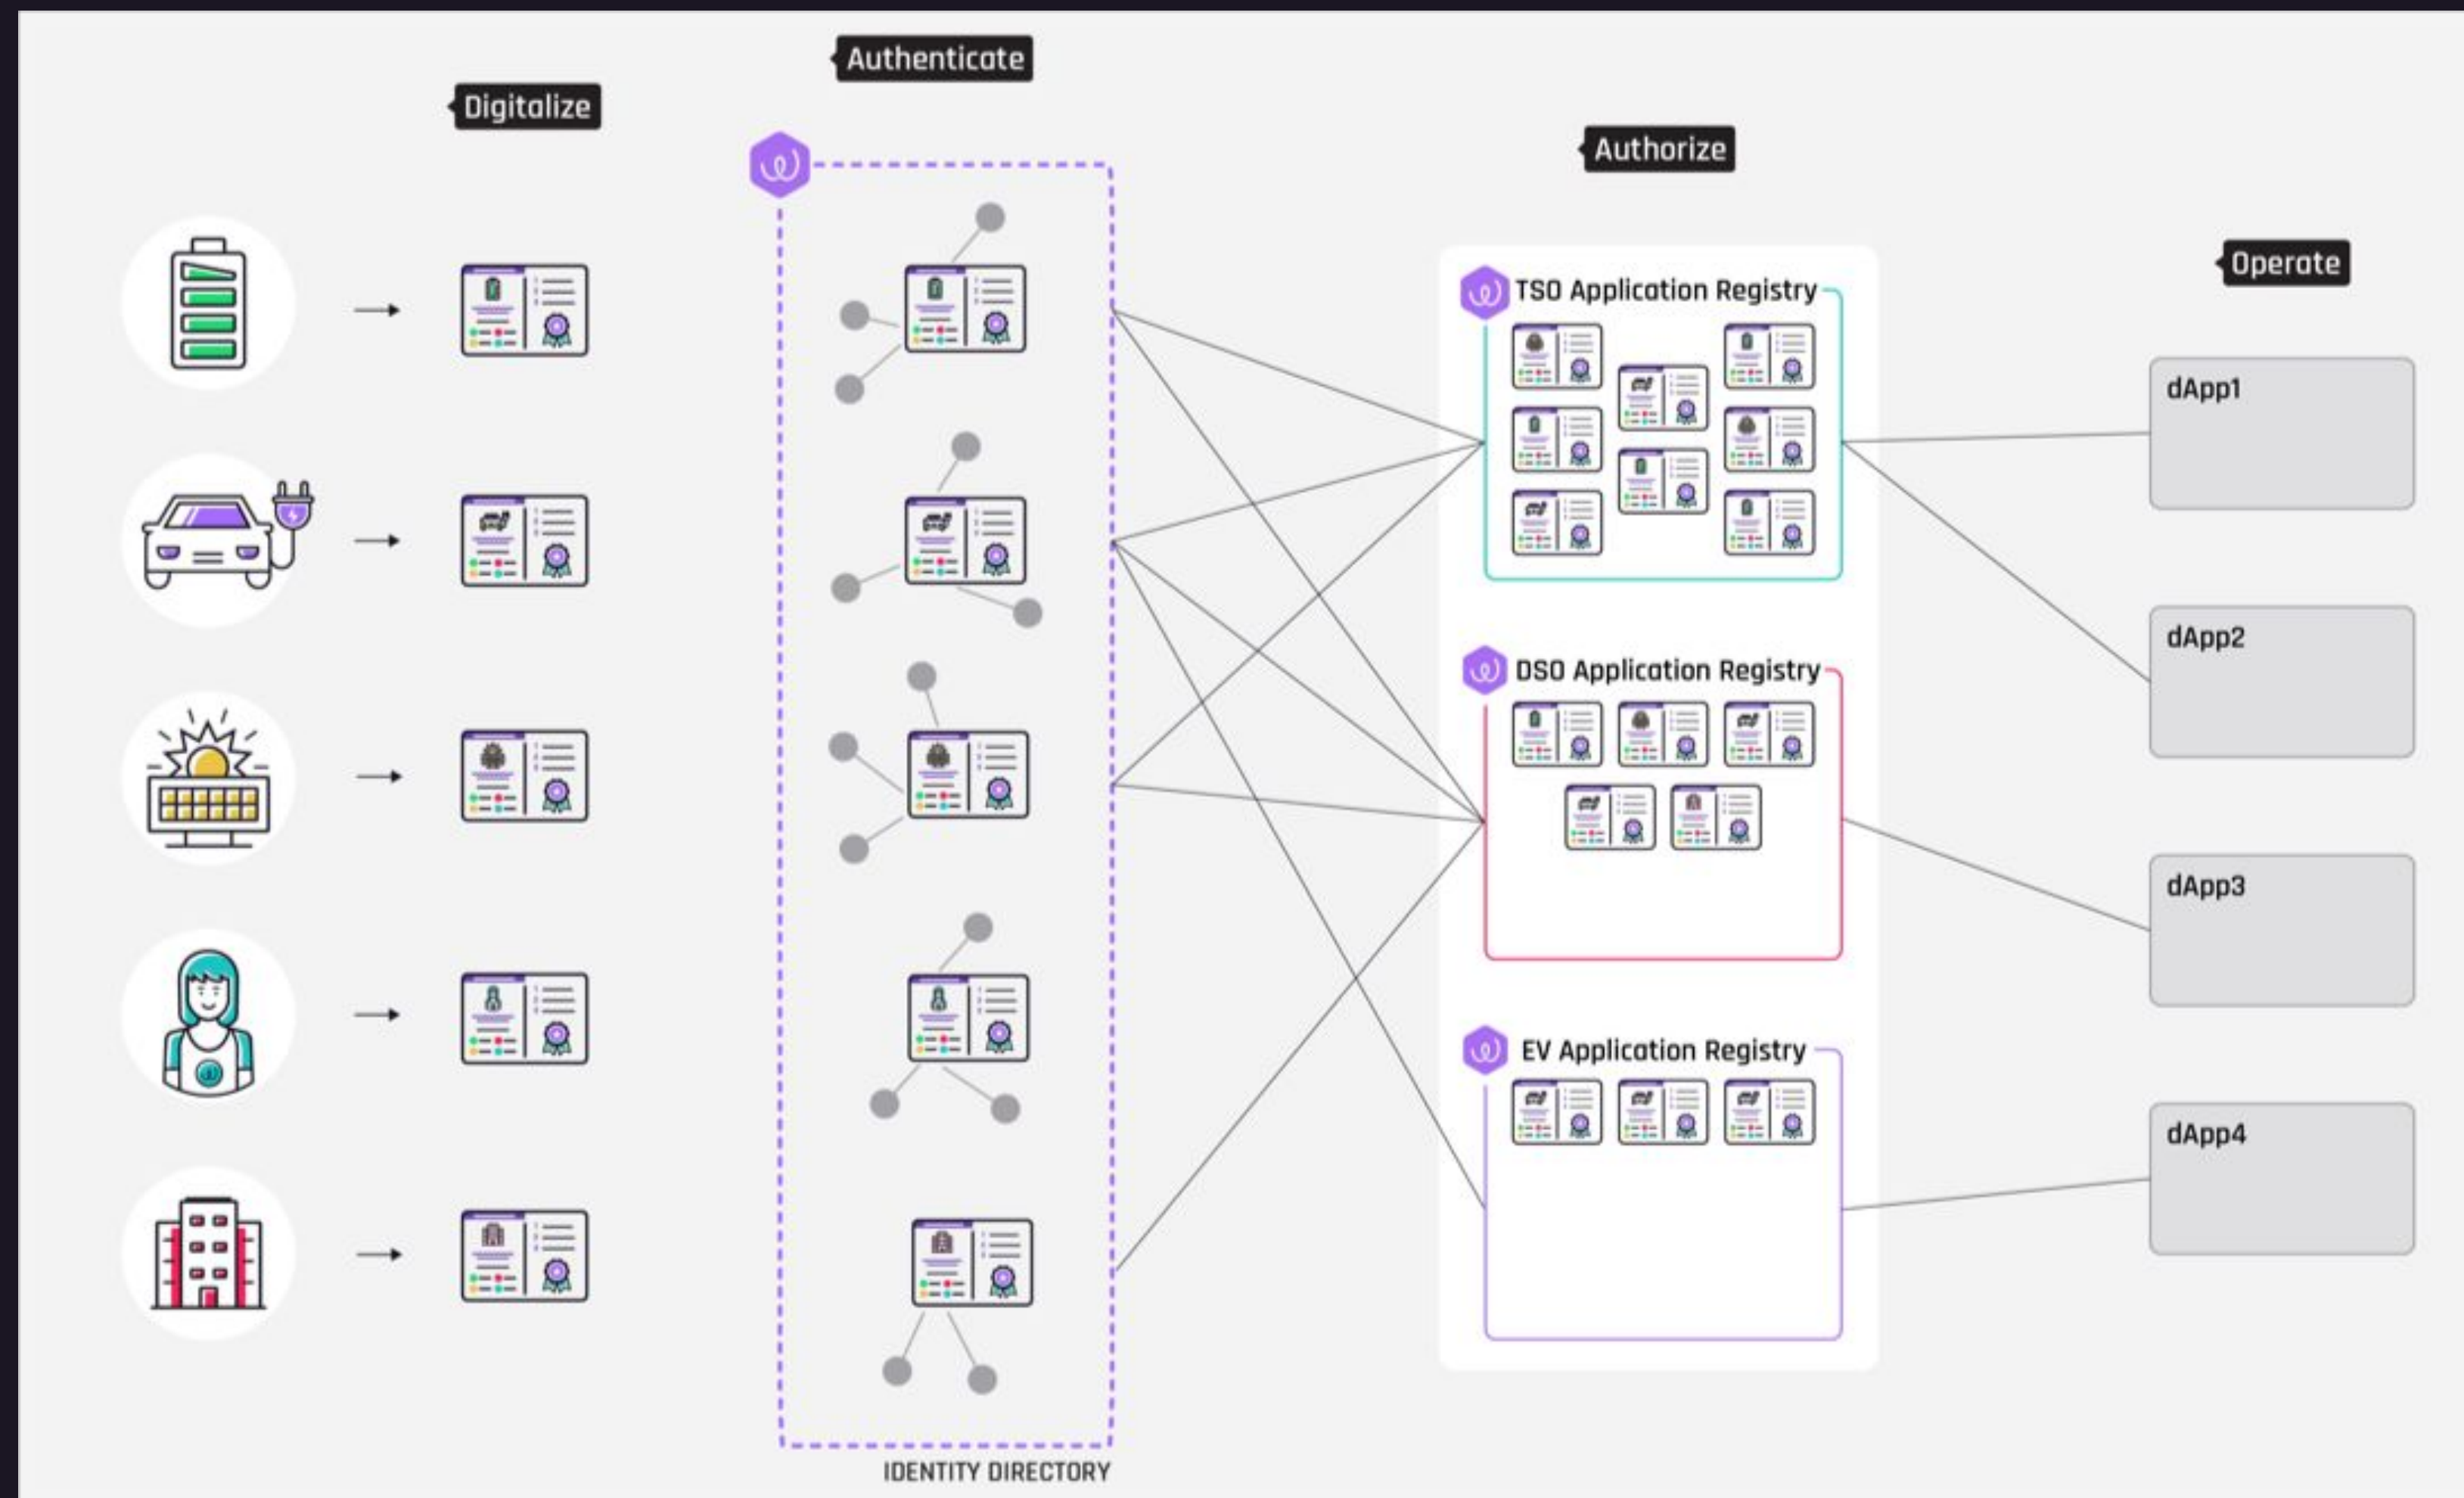 Authenticate
Digitalize
Authorize
Operate
TSO Application Registry
dApp1
dApp2
DSO Application Registry
dApp3
EV Application Registry
dApp4
IDENTITY DIRECTORY